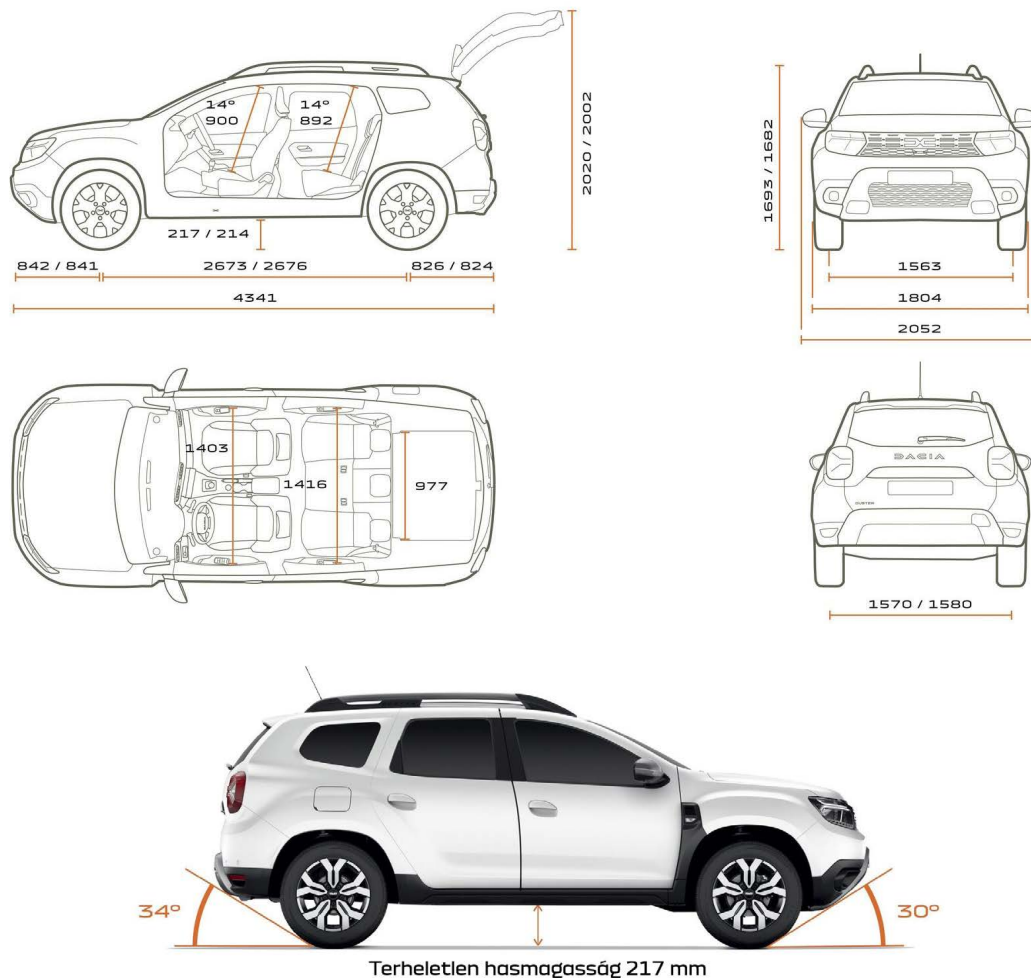 14°
900
14°
892
2020 / 2002
217 / 214
842 / 841
2673 / 2676
826 / 824
4341
1693 / 1682
1563
1804
2052
1403
1416
977
DACIA
DUSTER
1570 / 1580
34°
30°
Terheletlen hasmagasság 217 mm